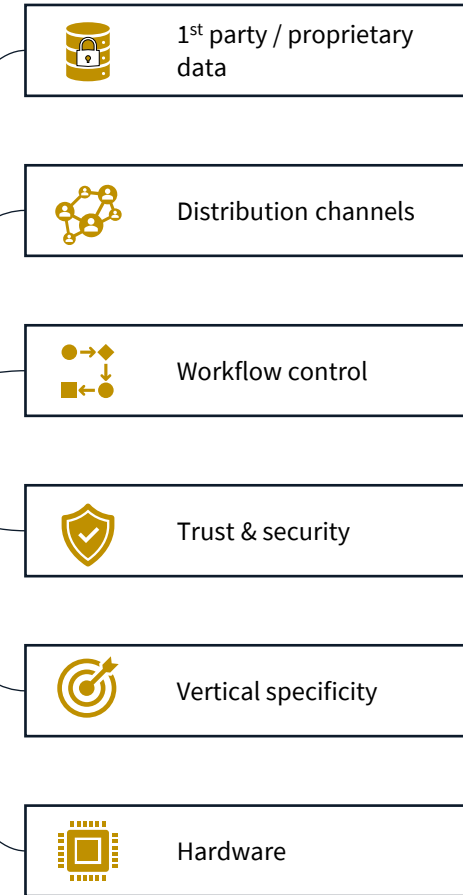 1st party / proprietary
data
Distribution channels
Workflow control
Trust & security
Vertical specificity
Hardware